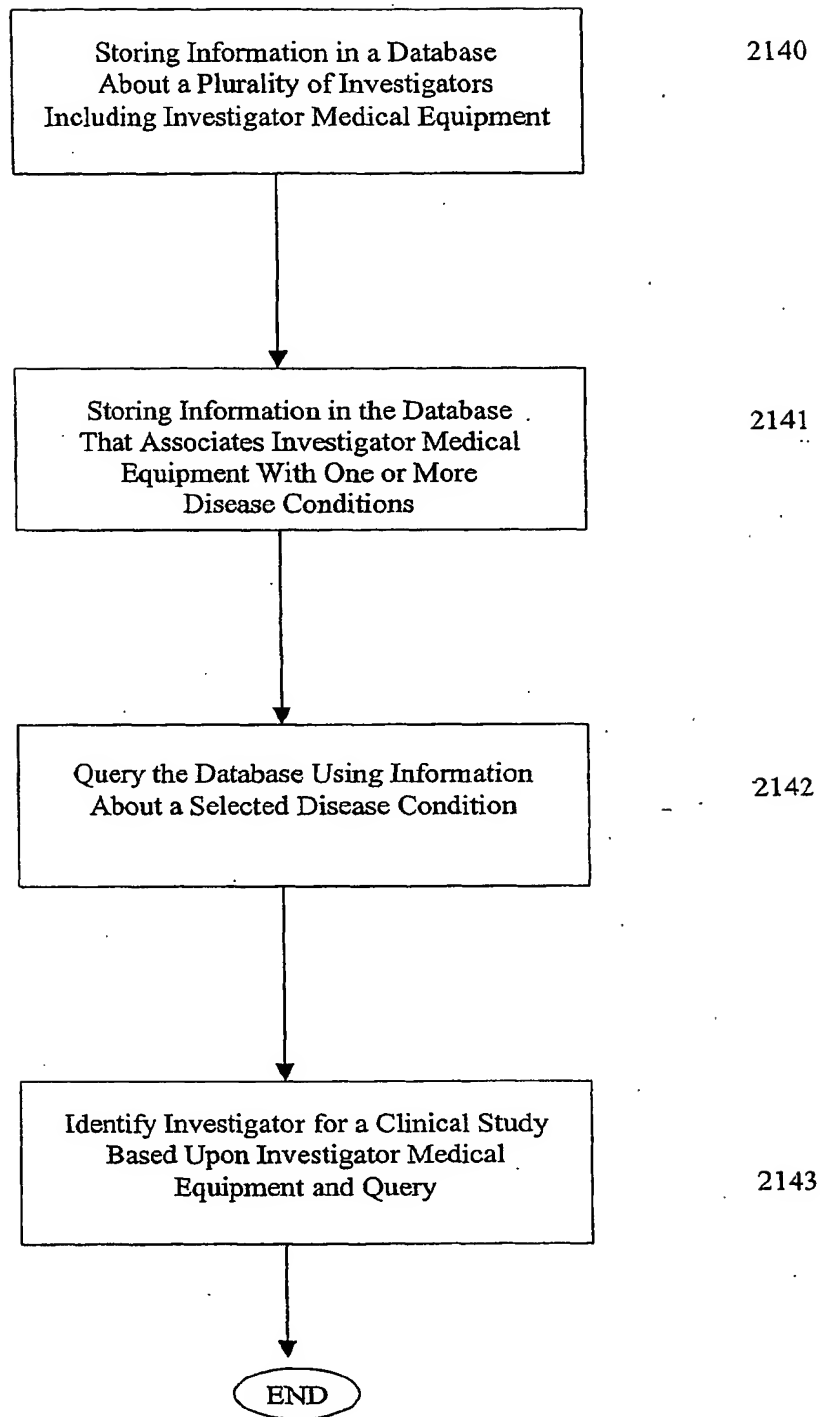 Storing Information in a Database
About a Plurality of Investigators
Including Investigator Medical Equipment
2140
Storing Information in the Database
That Associates Investigator Medical
Equipment With One or More
Disease Conditions
2141
Query the Database Using Information
About a Selected Disease Condition
2142
Identify Investigator for a Clinical Study
Based Upon Investigator Medical
Equipment and Query
2143
END